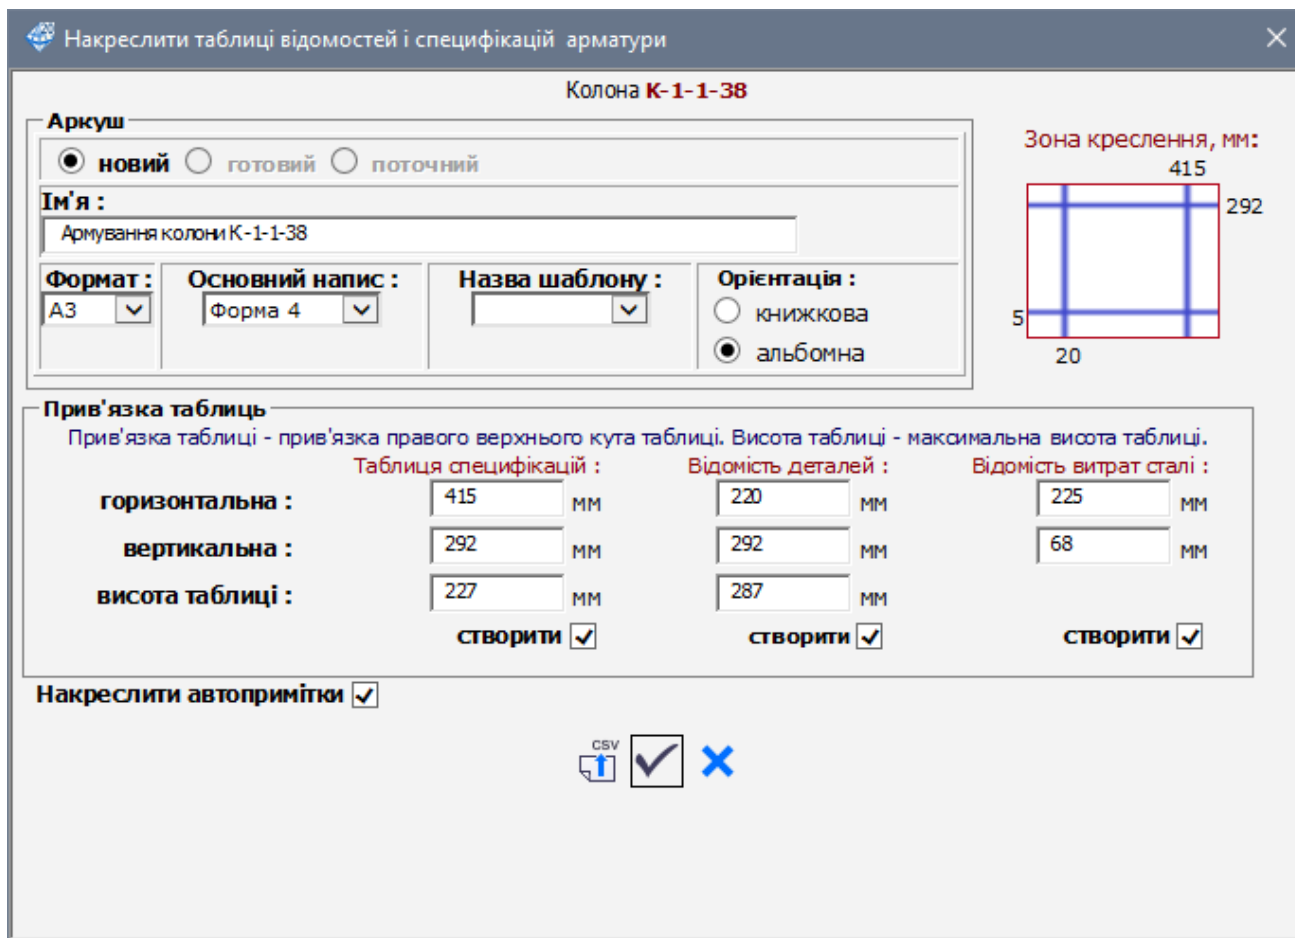 Накреслити таблиці відомостей і специфікацій арматури
Колона К-1-1-38
Аркуш
новий готовий поточний
Зона креслення, мм:
415
292
5
20
Ім'я :
Армування колони К-1-1-38
Формат : Основний напис : Назва шаблону : Орієнтація :
А3 Форма 4 книжкова
альбомна
Прив'язка таблиць
Прив'язка таблиці - прив'язка правого верхнього кута таблиці. Висота таблиці - максимальна висота таблиці.
Таблиця специфікацій : Відомість деталей : Відомість витрат сталі :
горизонтальна : 415 мм 220 мм 225 мм
вертикальна : 292 мм 292 мм 68 мм
висота таблиці : 227 мм 287 мм
створити створити створити
Накреслити автопримітки
CSV